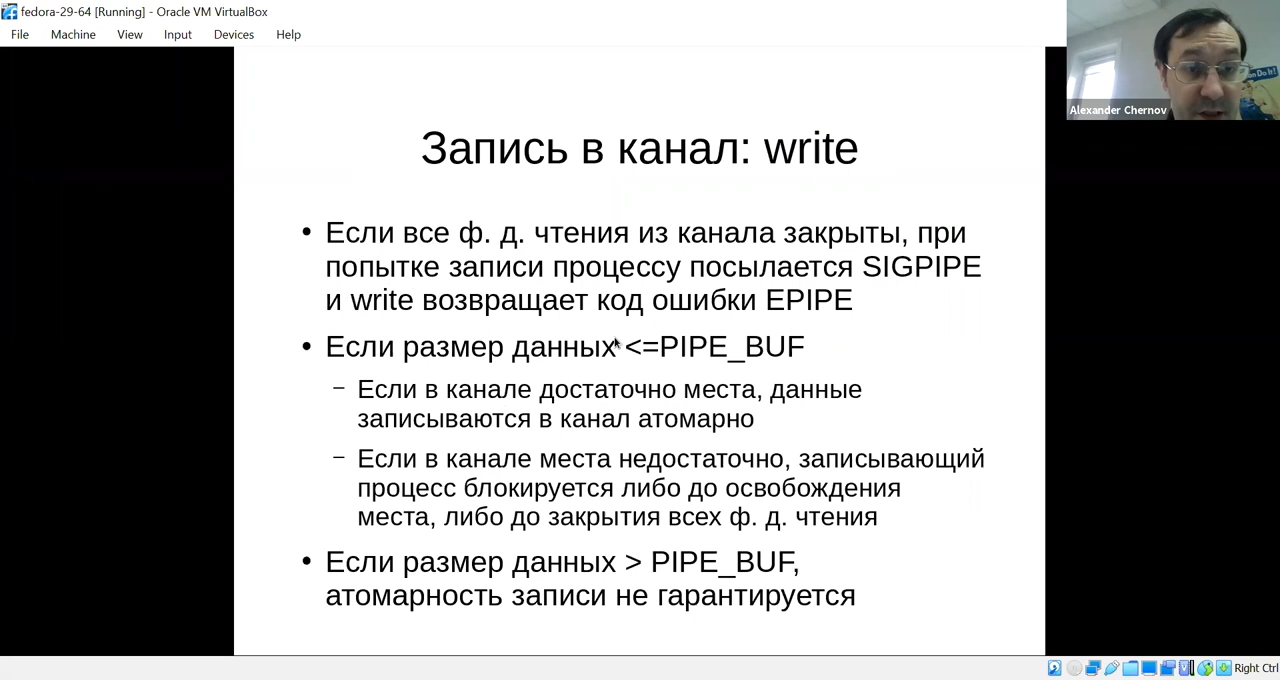 fedora-29-64 [Running] - Oracle VM VirtualBox
File Machine View Input Devices Help
an Do It!
Alexander Chernov
Запись в канал: write
• Если все ф. д. чтения из канала закрыты, при
попытке записи процессу посылается SIGPIPE
и write возвращает код ошибки EPIPE
• Если размер данных <=PIPE_BUF
– Если в канале достаточно места, данные
записываются в канал атомарно
– Если в канале места недостаточно, записывающий
процесс блокируется либо до освобождения
места, либо до закрытия всех ф. д. чтения
• Если размер данных > PIPE_BUF,
атомарность записи не гарантируется
Right Ctrl